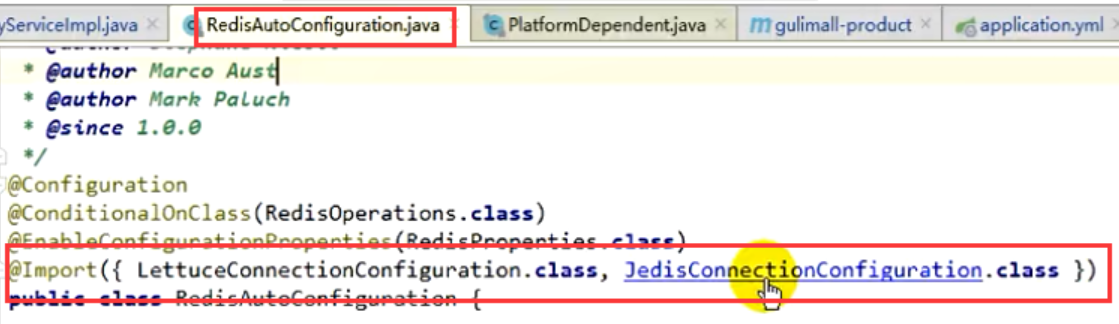 yServiceImpl.java × RedisAutoConfiguration.java × PlatformDependent.java × gulimall-product × application.yml
* @author Marco Aust
* @author Mark Paluch
* @since 1.0.0
*/
@Configuration
@ConditionalOnClass(RedisOperations.class)
@EnableConfigurationProperties(RedisProperties.class)
@Import({ LettuceConnectionConfiguration.class, JedisConnectionConfiguration.class })
public class RedisAutoConfiguration {